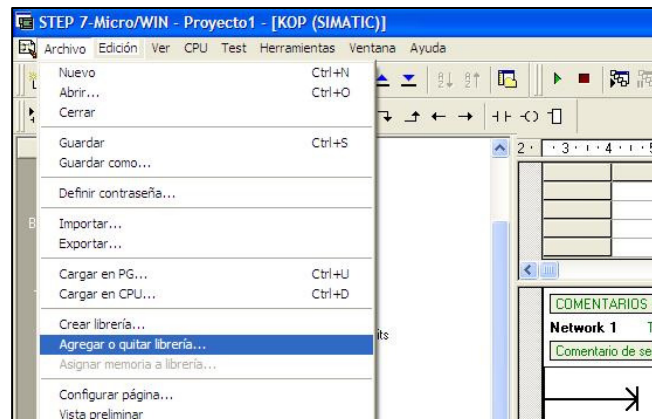 STEP 7-Micro/WIN - Proyecto1 - [KOP (SIMATIC)]
Archivo Edición Ver CPU Test Herramientas Ventana Ayuda
Nuevo Ctrl+N
Abrir... Ctrl+O
Cerrar
Guardar Ctrl+S
Guardar como...
Definir contraseña...
Importar...
Exportar...
Cargar en PG... Ctrl+U
Cargar en CPU... Ctrl+D
Crear librería...
Agregar o quitar librería...
Asignar memoria a librería...
Configurar página...
Vista preliminar
its
2 · 3 · 4 · 5
COMENTARIOS
Network 1 T
Comentario de se